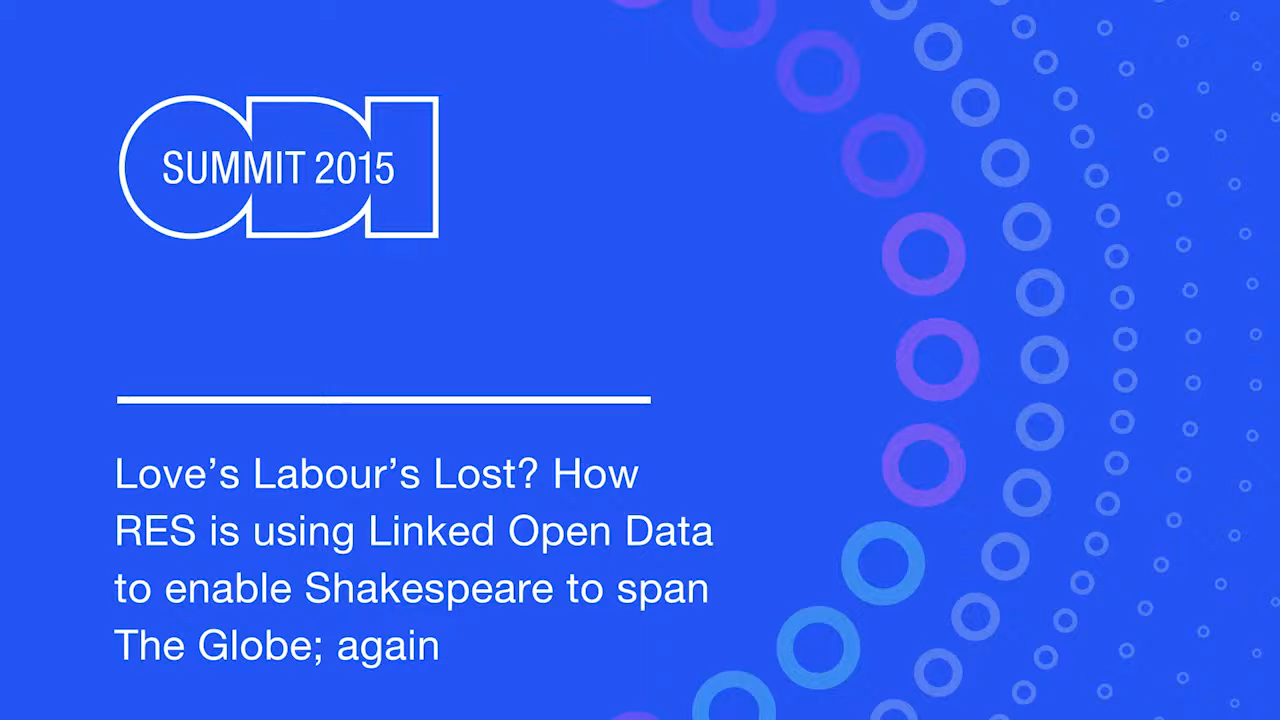 ODI
SUMMIT 2015
Love’s Labour’s Lost? How
RES is using Linked Open Data
to enable Shakespeare to span
The Globe; again